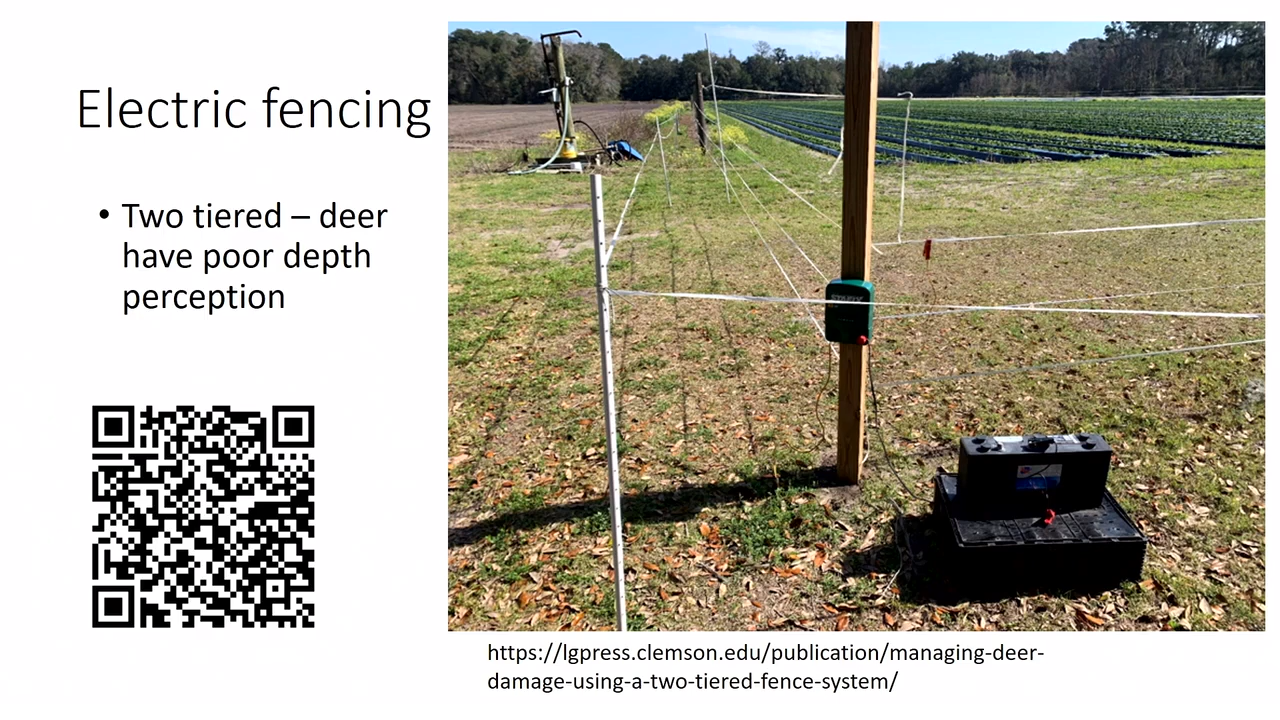 Electric fencing
• Two tiered – deer
have poor depth
perception
https://lgpress.clemson.edu/publication/managing-deer-
damage-using-a-two-tiered-fence-system/